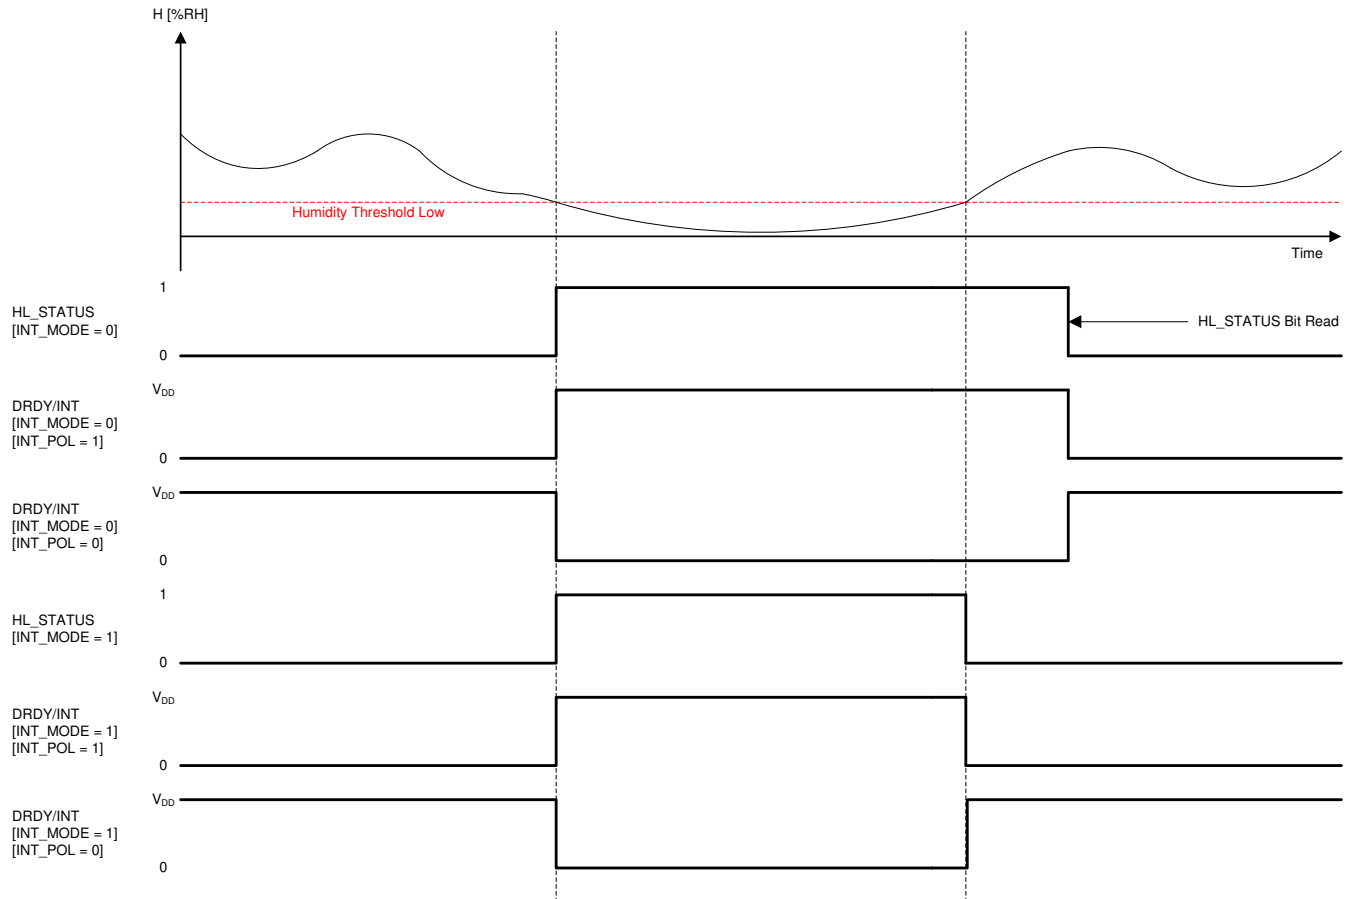 H [%RH]
Humidity Threshold Low
Time
1
HL_STATUS
[INT_MODE = 0]
HL_STATUS Bit Read
0
VDD
DRDY/INT
[INT_MODE = 0]
[INT_POL = 1]
0
VDD
DRDY/INT
[INT_MODE = 0]
[INT_POL = 0]
0
1
HL_STATUS
[INT_MODE = 1]
0
VDD
DRDY/INT
[INT_MODE = 1]
[INT_POL = 1]
0
VDD
DRDY/INT
[INT_MODE = 1]
[INT_POL = 0]
0